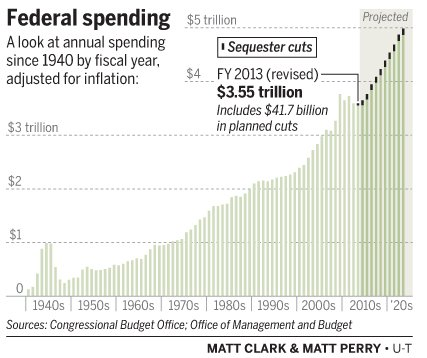 Federal spending
A look at annual spending
since 1940 by fiscal year,
adjusted for inflation:
$5 trillion
Projected
Sequester cuts
$4
FY 2013 (revised)
$3.55 trillion
Includes $41.7 billion
in planned cuts
$3 trillion
$2
$1
0
1940s 1950s 1960s 1970s 1980s 1990s 2000s 2010s '20s
Sources: Congressional Budget Office; Office of Management and Budget
MATT CLARK & MATT PERRY • U-T